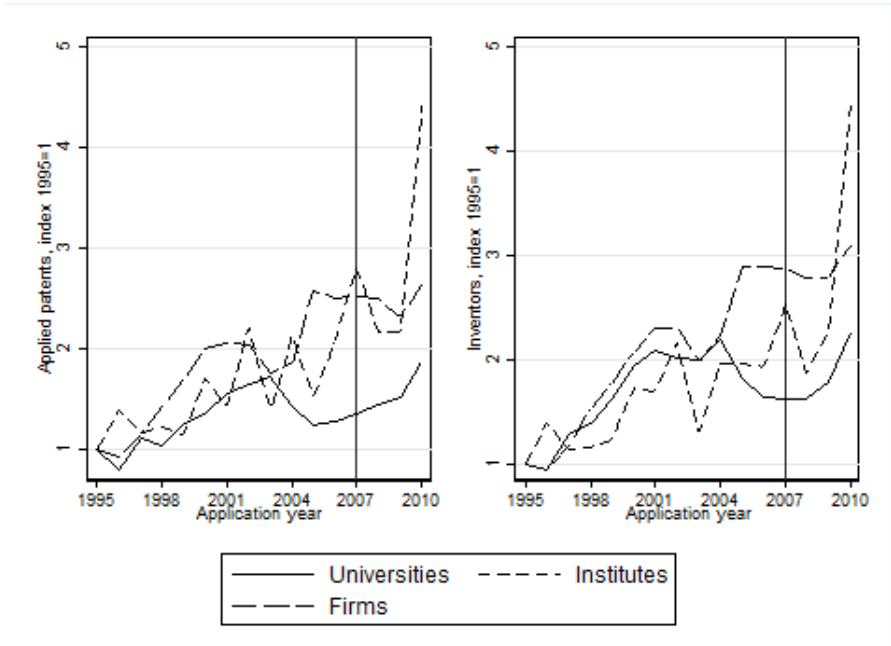 Applied patents, index 1995=1
5
4
3
2
1
1995 1998 2001 2004 2007 2010
Application year
Inventors, index 1995=1
5
4
3
2
1
1995 1998 2001 2004 2007 2010
Application year
Universities Institutes
Firms